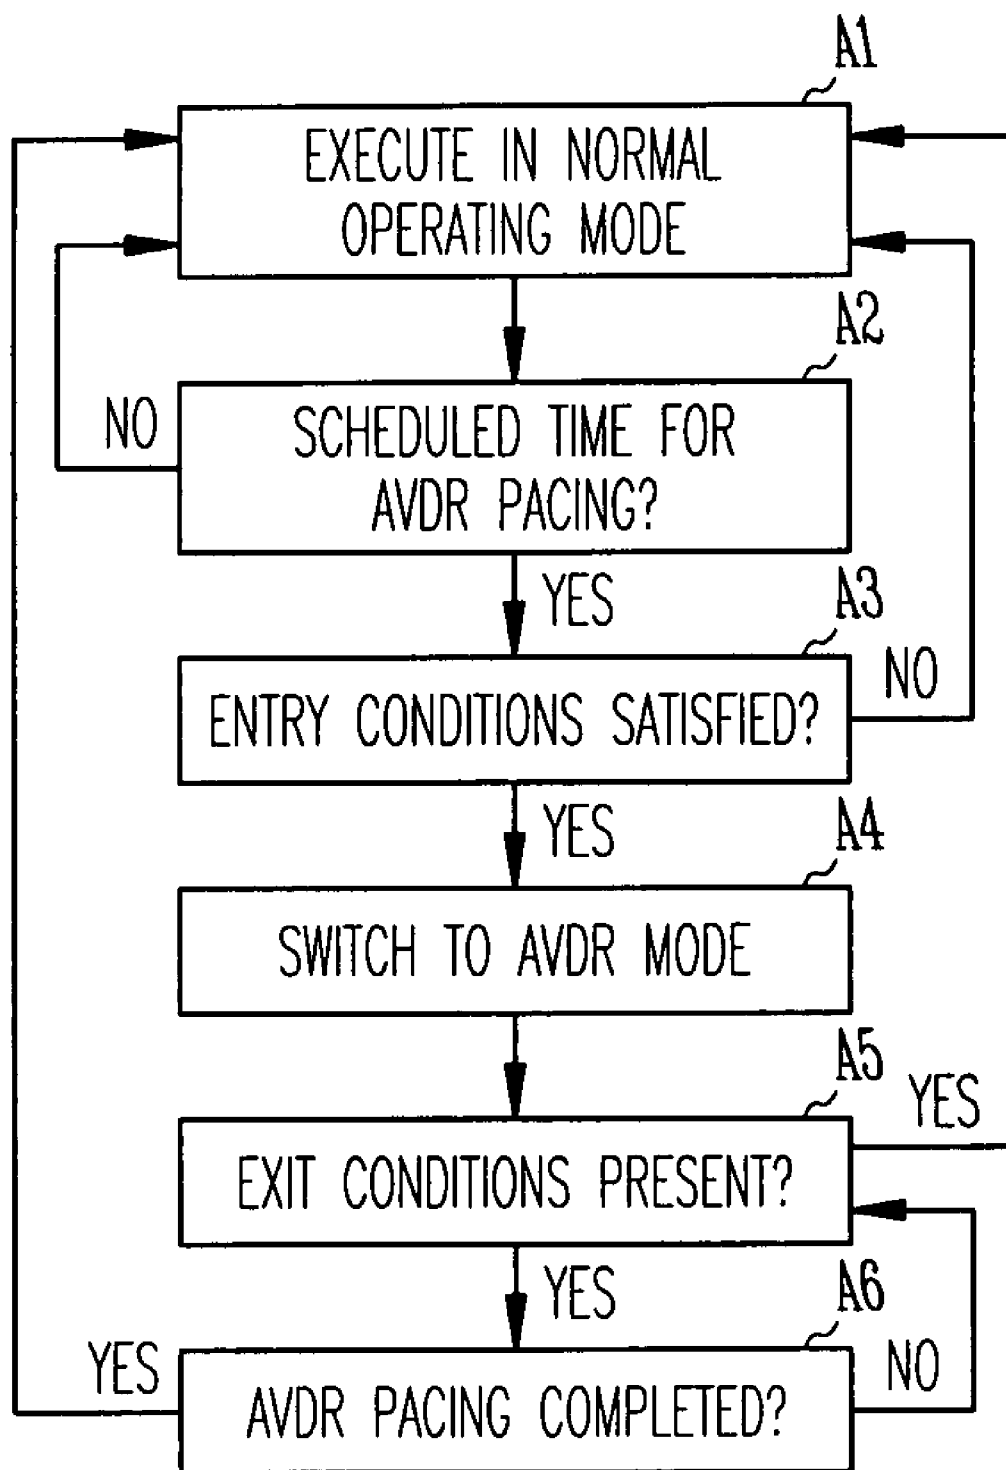 A1
EXECUTE IN NORMAL
OPERATING MODE
A2
NO
SCHEDULED TIME FOR
AVDR PACING?
YES
A3
ENTRY CONDITIONS SATISFIED?
NO
YES
A4
SWITCH TO AVDR MODE
A5
YES
EXIT CONDITIONS PRESENT?
YES
A6
YES
AVDR PACING COMPLETED?
NO